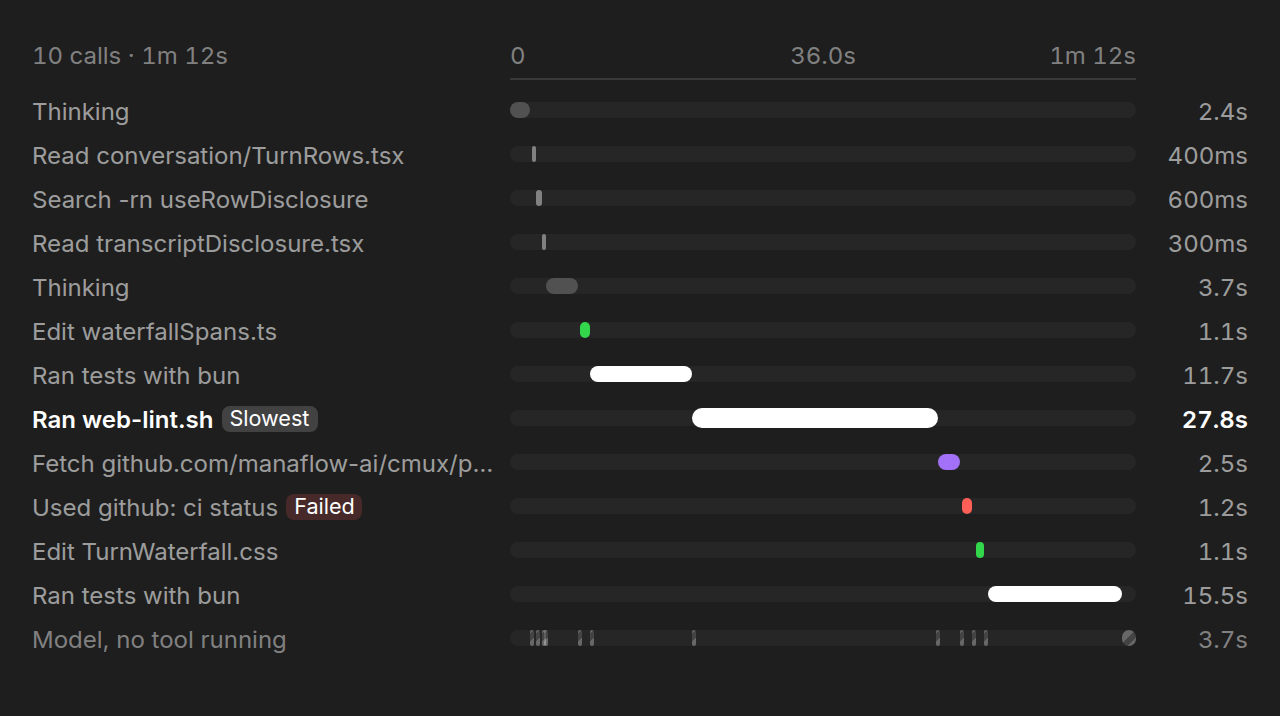 10 calls · 1m 12s 0 36.0s 1m 12s
Thinking 2.4s
Read conversation/TurnRows.tsx 400ms
Search -rn useRowDisclosure 600ms
Read transcriptDisclosure.tsx 300ms
Thinking 3.7s
Edit waterfallSpans.ts 1.1s
Ran tests with bun 11.7s
Ran web-lint.sh Slowest 27.8s
Fetch github.com/manaflow-ai/cmux/p... 2.5s
Used github: ci status Failed 1.2s
Edit TurnWaterfall.css 1.1s
Ran tests with bun 15.5s
Model, no tool running 3.7s